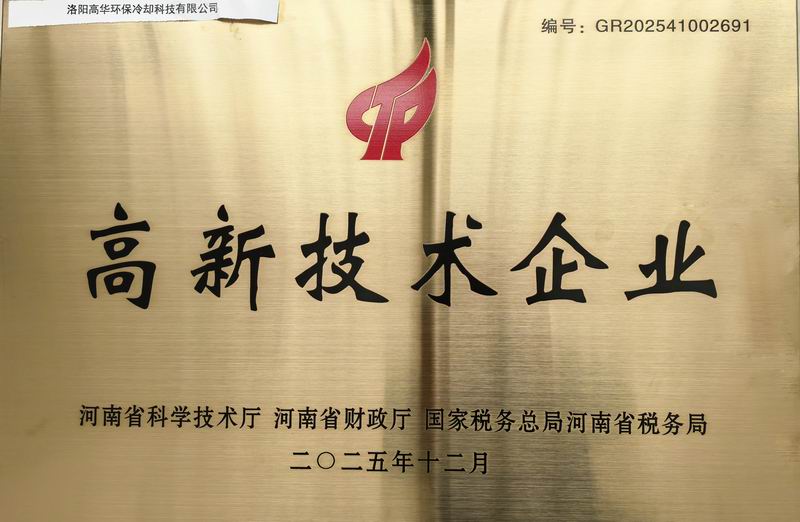 洛阳高华环保冷却科技有限公司
编号：GR202541002691
高新技术企业
河南省科学技术厅 河南省财政厅 国家税务总局河南省税务局
二〇二五年十二月